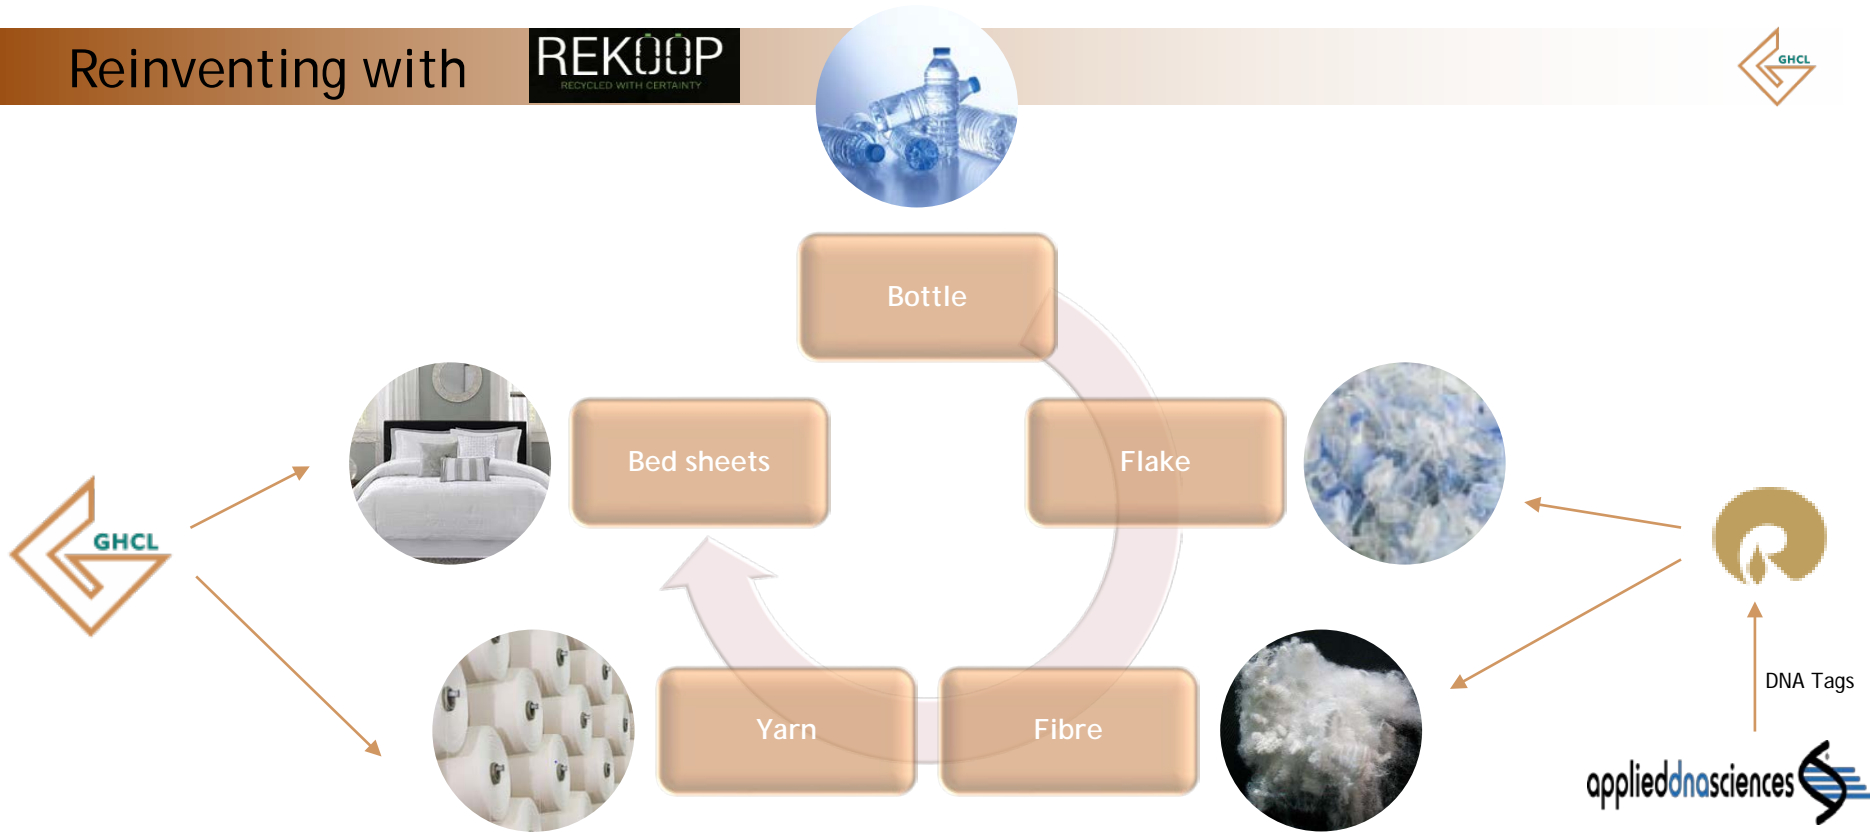 Reinventing with
REKOOP
RECYCLED WITH CERTAINTY
GHCL
Bottle
Bed sheets
Flake
GHCL
DNA Tags
Yarn
Fibre
applieddnasciences